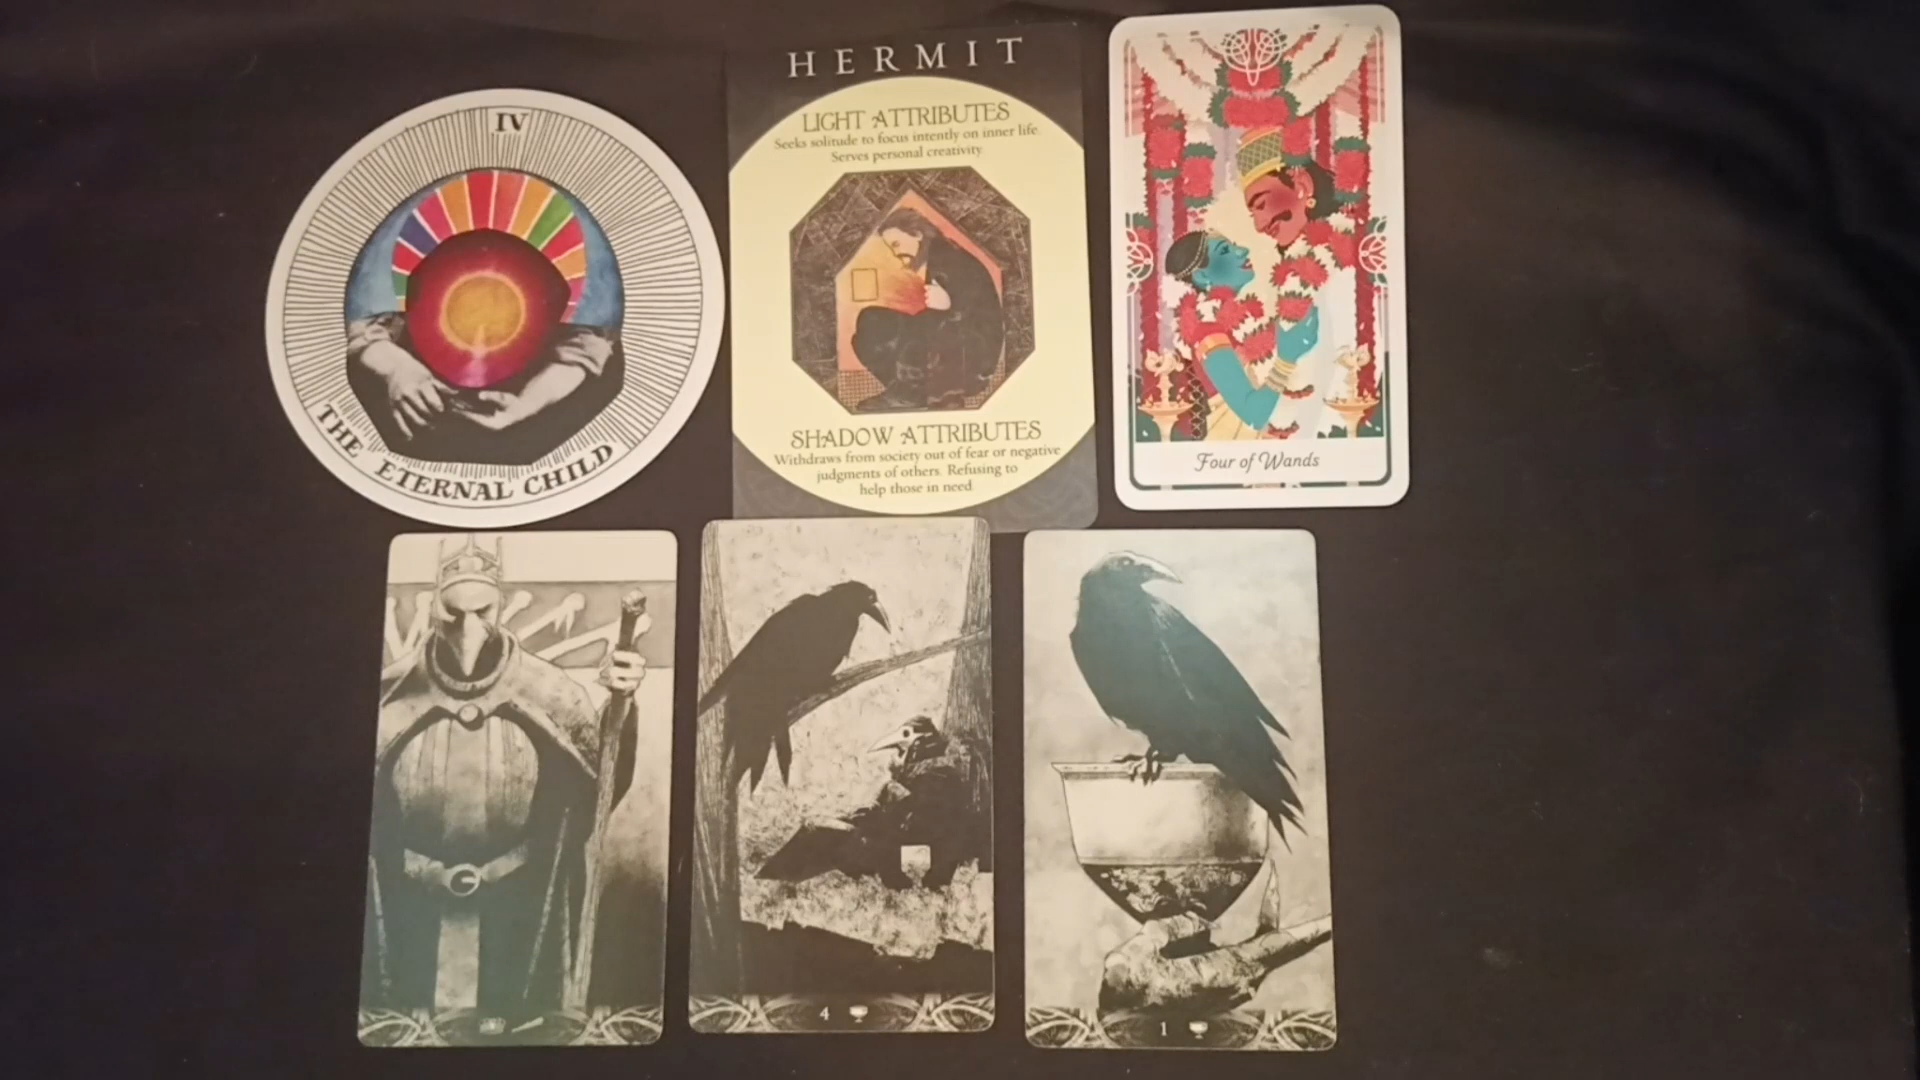 IV
THE ETERNAL CHILD
HERMIT
LIGHT ATTRIBUTES
Seeks solitude to focus intently on inner life.
Serves personal creativity.
SHADOW ATTRIBUTES
Withdraws from society out of fear or negative
judgments of others. Refusing to
help those in need.
Four of Wands
4
1